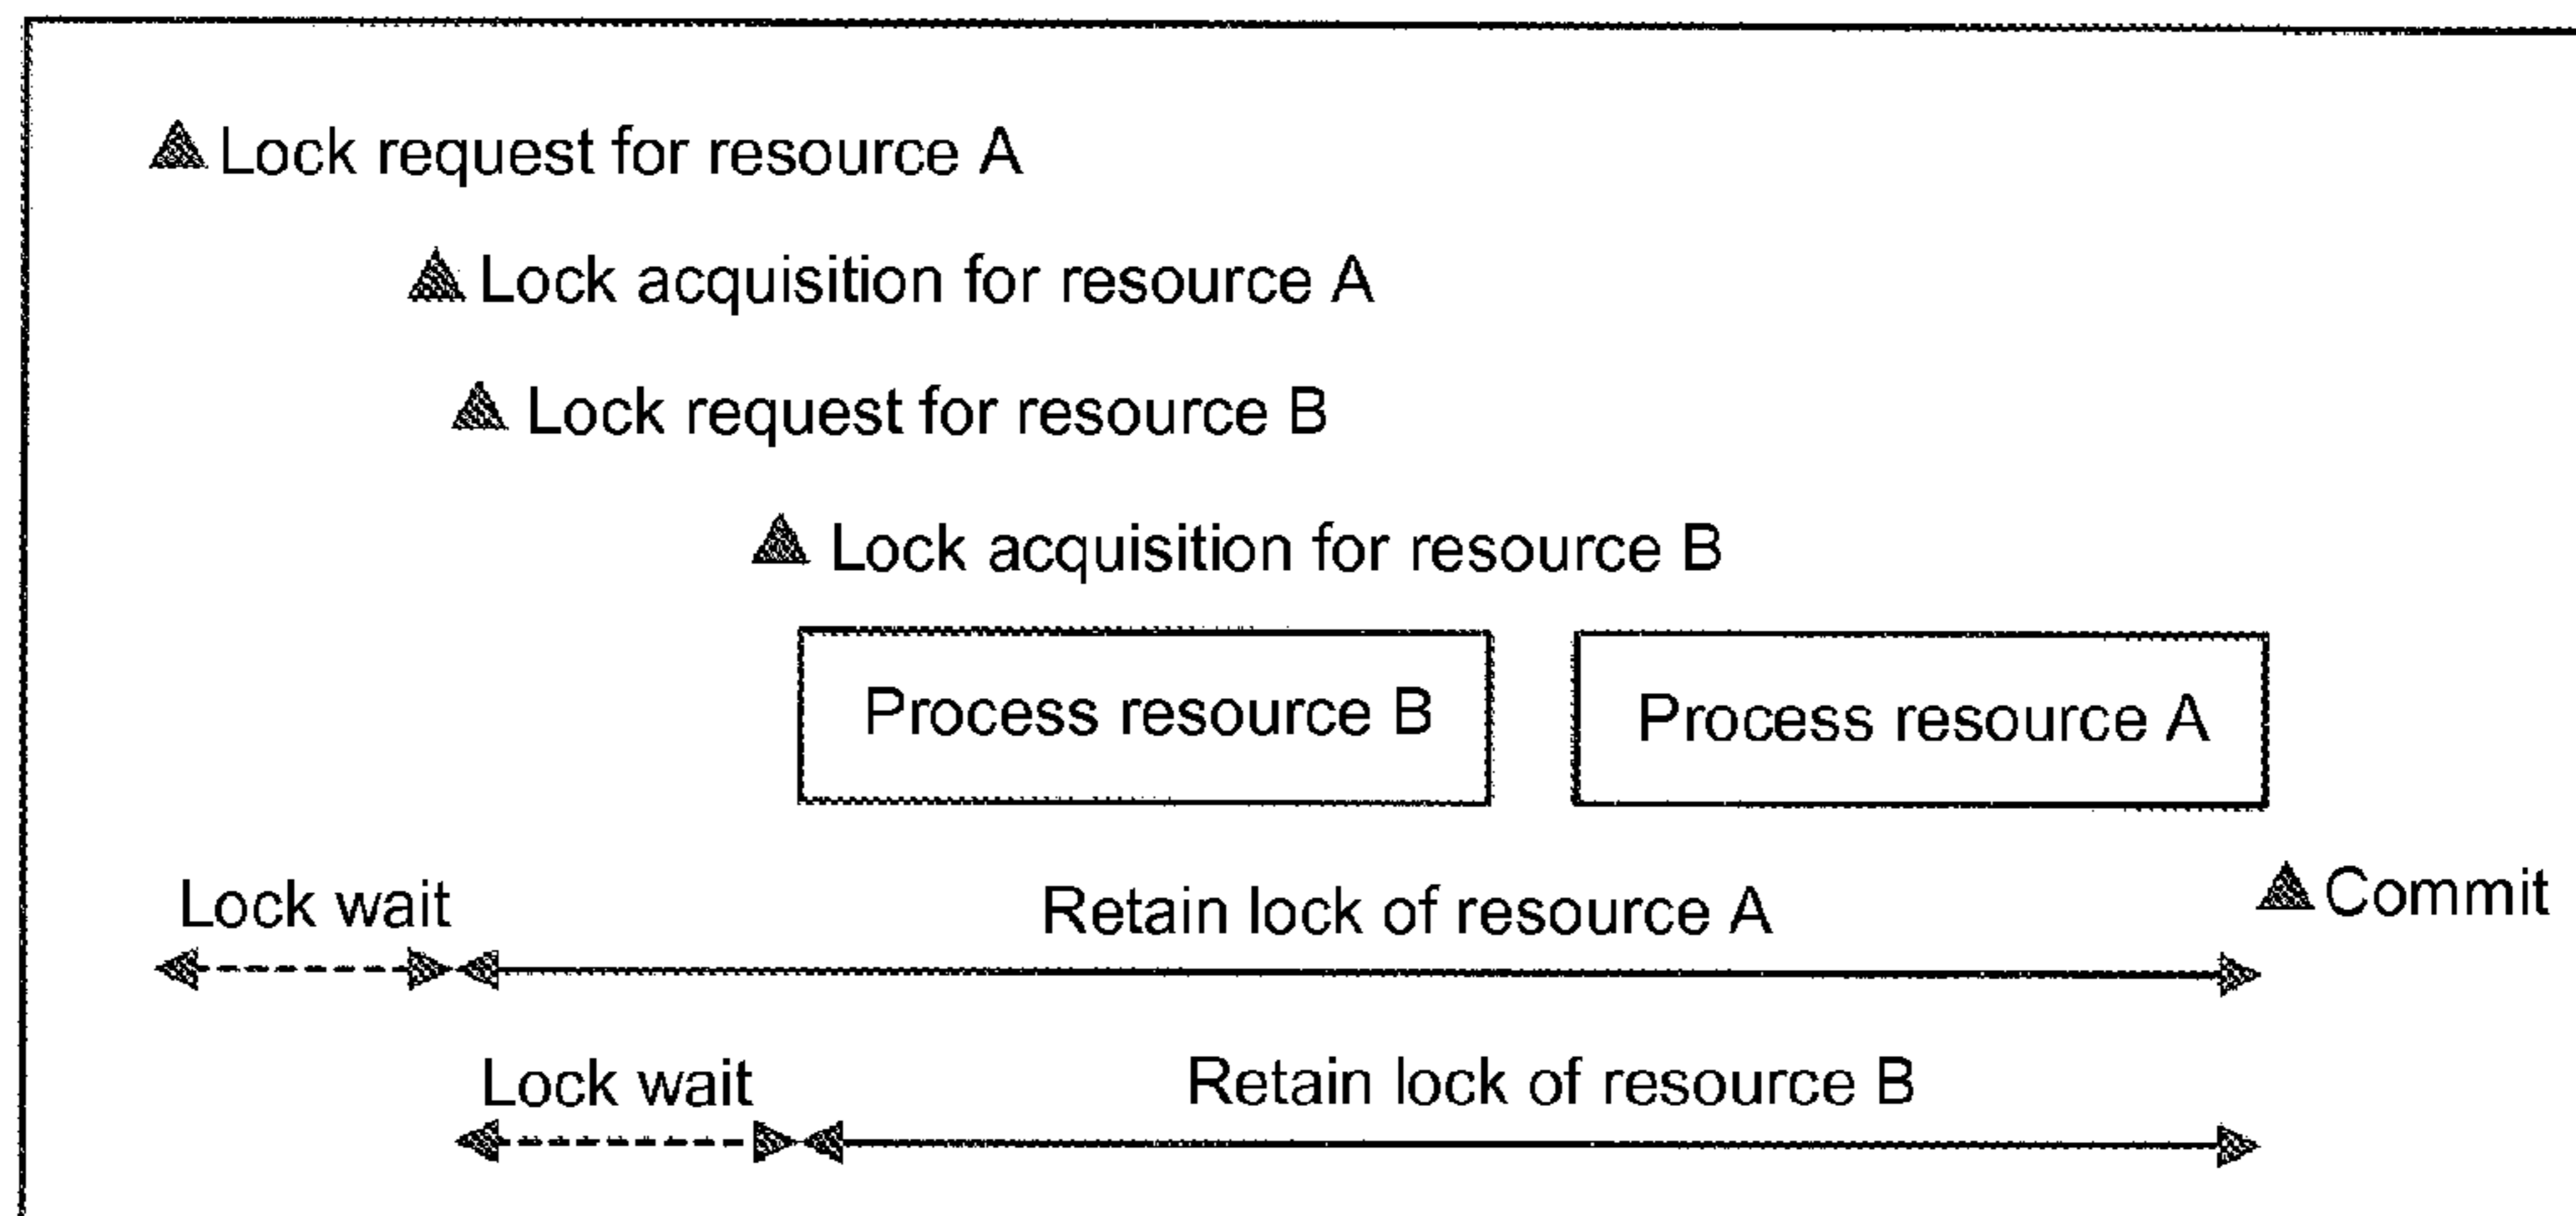 Lock request for resource A
Lock acquisition for resource A
Lock request for resource B
Lock acquisition for resource B
Process resource B
Process resource A
Lock wait
Retain lock of resource A
Commit
Lock wait
Retain lock of resource B